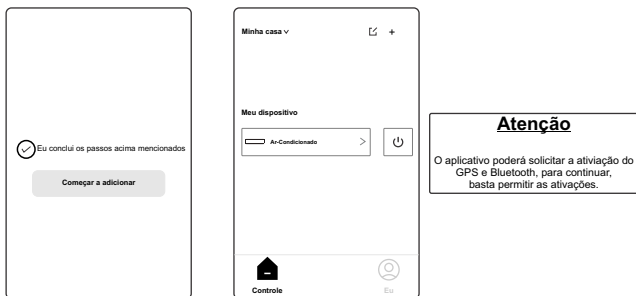 Eu conclui os passos acima mencionados
Começar a adicionar
Minha casa
Meu dispositivo
Ar-Condicionado
Controle
Eu
Atenção
O aplicativo poderá solicitar a ativiação do
GPS e Bluetooth, para continuar,
basta permitir as ativações.